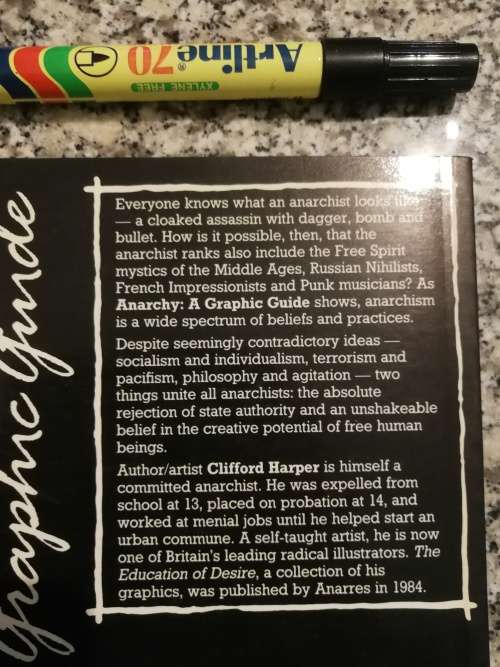 Artline® 70
XYLENE FREE
Graphic Guide
Everyone knows what an anarchist looks like
— a cloaked assassin with dagger, bomb and
bullet. How is it possible, then, that the
anarchist ranks also include the Free Spirit
mystics of the Middle Ages, Russian Nihilists,
French Impressionists and Punk musicians? As
Anarchy: A Graphic Guide shows, anarchism
is a wide spectrum of beliefs and practices.
Despite seemingly contradictory ideas —
socialism and individualism, terrorism and
pacifism, philosophy and agitation — two
things unite all anarchists: the absolute
rejection of state authority and an unshakeable
belief in the creative potential of free human
beings.
Author/artist Clifford Harper is himself a
committed anarchist. He was expelled from
school at 13, placed on probation at 14, and
worked at menial jobs until he helped start an
urban commune. A self-taught artist, he is now
one of Britain's leading radical illustrators. The
Education of Desire, a collection of his
graphics, was published by Anarres in 1984.